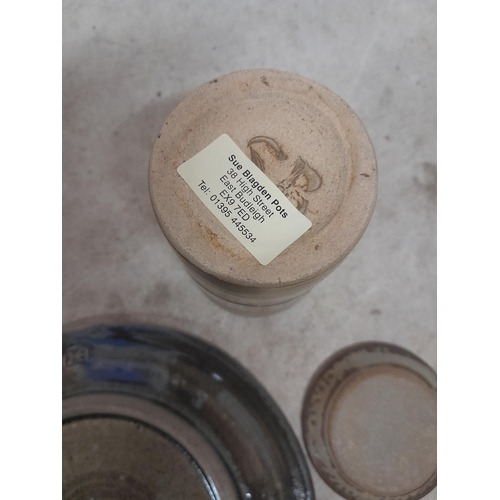 Sue Blagden Pots
38 High Street
East Budleigh
EX9 7ED
Tel: 01395 445534